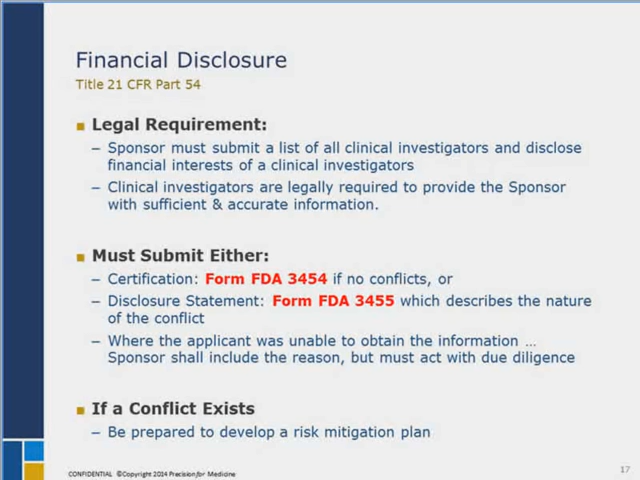 Financial Disclosure
Title 21 CFR Part 54
■ Legal Requirement:
– Sponsor must submit a list of all clinical investigators and disclose
financial interests of a clinical investigators
– Clinical investigators are legally required to provide the Sponsor
with sufficient & accurate information.
■ Must Submit Either:
– Certification: Form FDA 3454 if no conflicts, or
– Disclosure Statement: Form FDA 3455 which describes the nature
of the conflict
– Where the applicant was unable to obtain the information …
Sponsor shall include the reason, but must act with due diligence
■ If a Conflict Exists
– Be prepared to develop a risk mitigation plan
CONFIDENTIAL ©Copyright 2014 Precision for Medicine
17